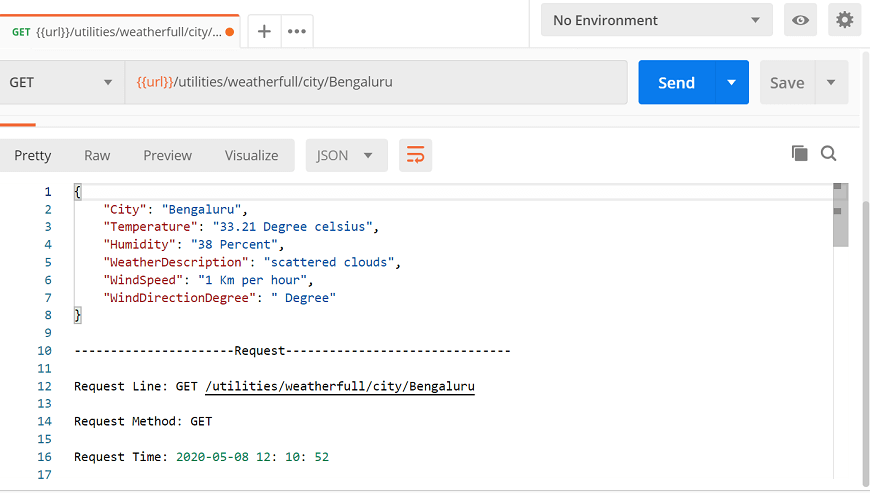 GET {{url}}/utilities/weatherfull/city/...
No Environment
GET {{url}}/utilities/weatherfull/city/Bengaluru Send Save
Pretty Raw Preview Visualize JSON
1 {
2 "City": "Bengaluru",
3 "Temperature": "33.21 Degree celsius",
4 "Humidity": "38 Percent",
5 "WeatherDescription": "scattered clouds",
6 "WindSpeed": "1 Km per hour",
7 "WindDirectionDegree": " Degree"
8 }
9
10 ----------------------Request-------------------------------
11
12 Request Line: GET /utilities/weatherfull/city/Bengaluru
13
14 Request Method: GET
15
16 Request Time: 2020-05-08 12: 10: 52
17